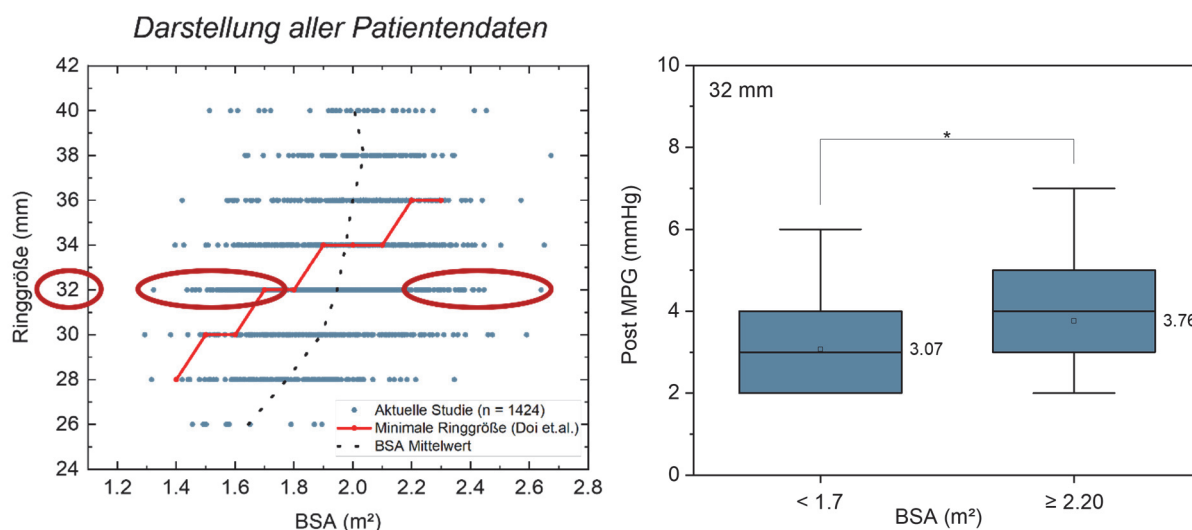 Darstellung aller Patientendaten
Ringgröße (mm)
42
40
38
36
34
32
30
28
26
24
Aktuelle Studie (n = 1424)
Minimale Ringgröße (Doi et.al.)
BSA Mittelwert
1.2 1.4 1.6 1.8 2.0 2.2 2.4 2.6 2.8
BSA (m²)
Post MPG (mmHg)
10
8
6
4
2
0
32 mm
*
3.07
3.76
< 1.7 ≥ 2.20
BSA (m²)